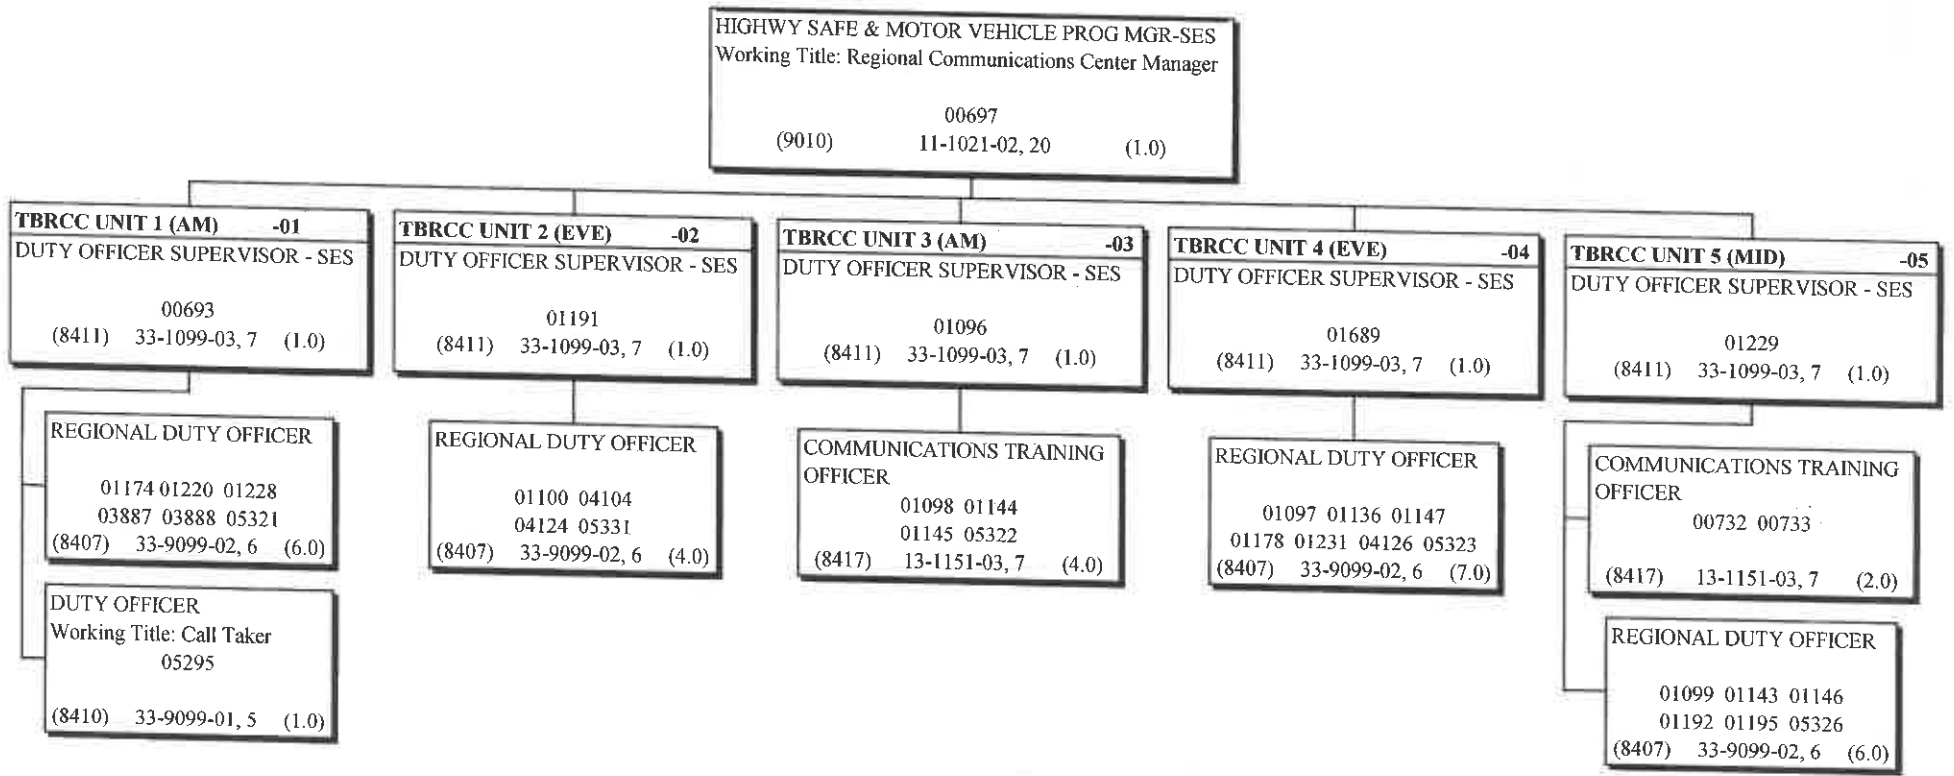 HIGHWY SAFE & MOTOR VEHICLE PROG MGR-SES
Working Title: Regional Communications Center Manager
00697
(9010) 11-1021-02, 20 (1.0)
TBRCC UNIT 1 (AM) -01
DUTY OFFICER SUPERVISOR - SES
00693
(8411) 33-1099-03, 7 (1.0)
REGIONAL DUTY OFFICER
01174 01220 01228
03887 03888 05321
(8407) 33-9099-02, 6 (6.0)
DUTY OFFICER
Working Title: Call Taker
05295
(8410) 33-9099-01, 5 (1.0)
TBRCC UNIT 2 (EVE) -02
DUTY OFFICER SUPERVISOR - SES
01191
(8411) 33-1099-03, 7 (1.0)
REGIONAL DUTY OFFICER
01100 04104
04124 05331
(8407) 33-9099-02, 6 (4.0)
TBRCC UNIT 3 (AM) -03
DUTY OFFICER SUPERVISOR - SES
01096
(8411) 33-1099-03, 7 (1.0)
COMMUNICATIONS TRAINING
OFFICER
01098 01144
01145 05322
(8417) 13-1151-03, 7 (4.0)
TBRCC UNIT 4 (EVE) -04
DUTY OFFICER SUPERVISOR - SES
01689
(8411) 33-1099-03, 7 (1.0)
REGIONAL DUTY OFFICER
01097 01136 01147
01178 01231 04126 05323
(8407) 33-9099-02, 6 (7.0)
TBRCC UNIT 5 (MID) -05
DUTY OFFICER SUPERVISOR - SES
01229
(8411) 33-1099-03, 7 (1.0)
COMMUNICATIONS TRAINING
OFFICER
00732 00733
(8417) 13-1151-03, 7 (2.0)
REGIONAL DUTY OFFICER
01099 01143 01146
01192 01195 05326
(8407) 33-9099-02, 6 (6.0)